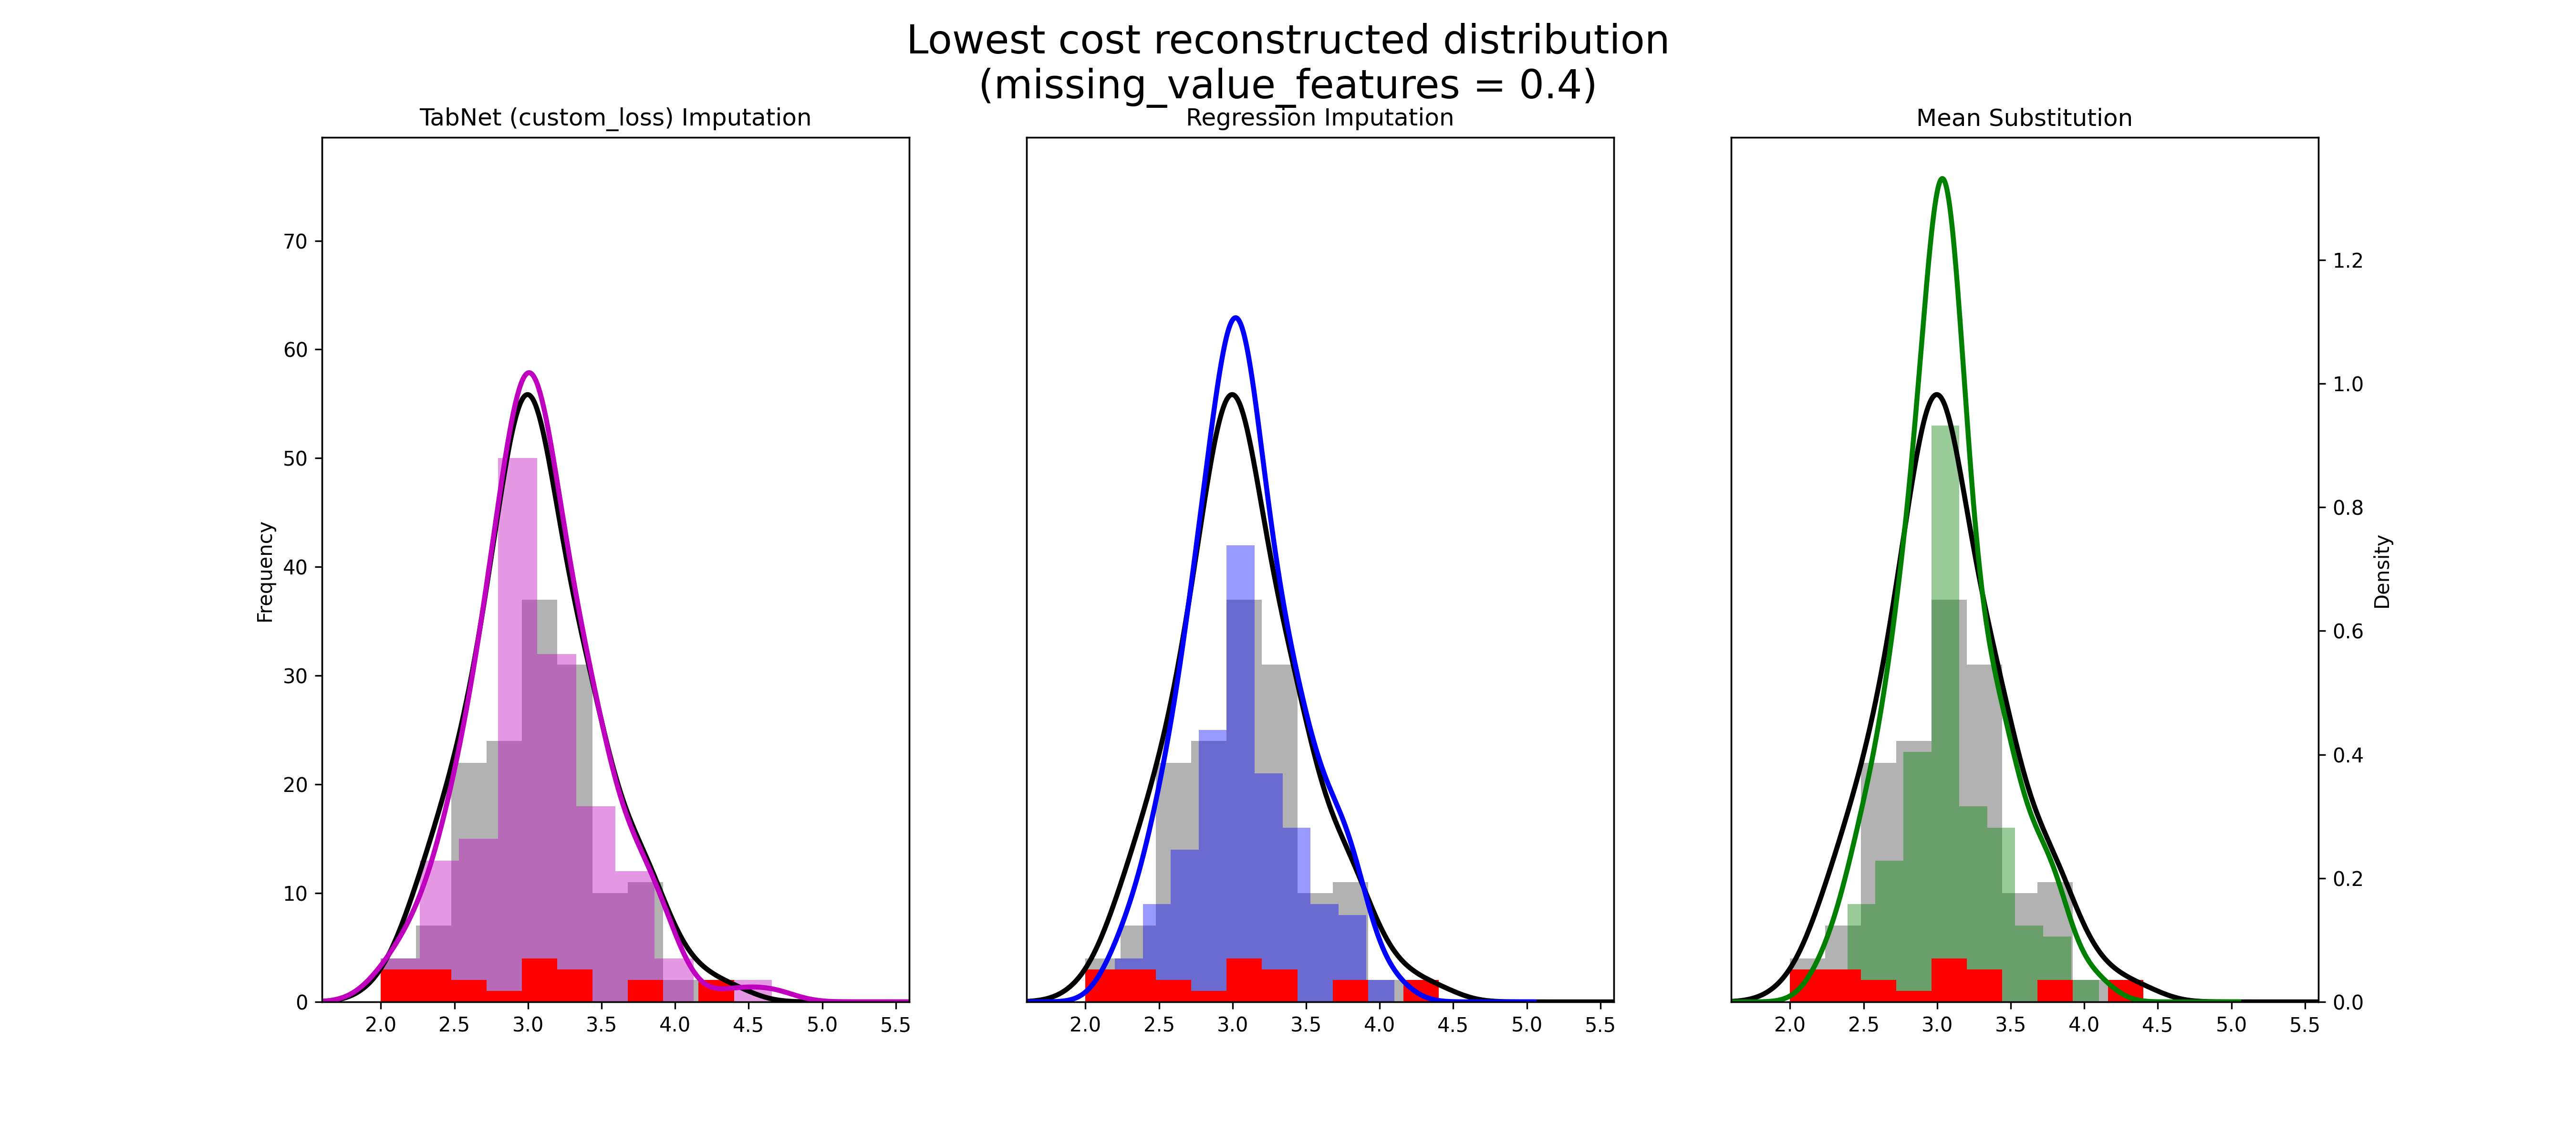 Lowest cost reconstructed distribution
(missing_value_features = 0.4)
TabNet (custom_loss) Imputation
Regression Imputation
Mean Substitution
Frequency
70
60
50
40
30
20
10
0
2.0 2.5 3.0 3.5 4.0 4.5 5.0 5.5
2.0 2.5 3.0 3.5 4.0 4.5 5.0 5.5
2.0 2.5 3.0 3.5 4.0 4.5 5.0 5.5
1.2
1.0
0.8
0.6
0.4
0.2
0.0
Density